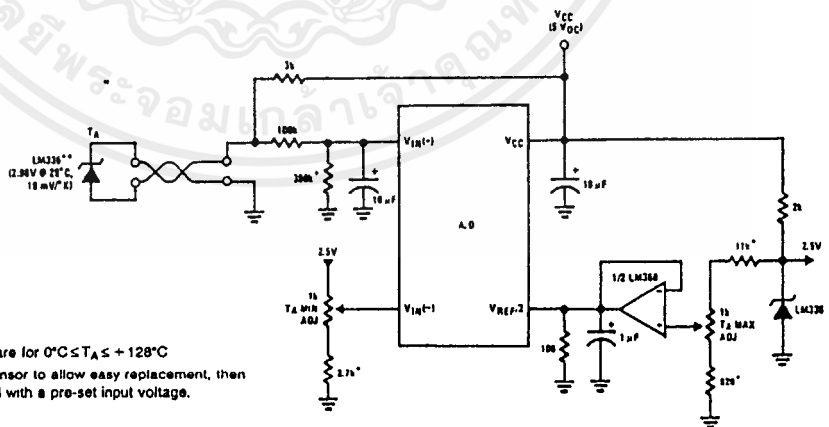 VCC
(5 VDC)
3k
TA
LM335**
(2.98V @ 25°C,
10 mV/°K)
100k
300k*
10 µF
VIN(+)
VCC
10 µF
A/D
2k
11k*
2.5V
1/2 LM358
2.5V
1k
TA MIN
ADJ
VIN(-)
VREF/2
100
1 µF
1k
TA MAX
ADJ
LM336
2.7k*
820*
are for 0°C≤TA≤ +128°C
nsor to allow easy replacement, then
with a pre-set input voltage.